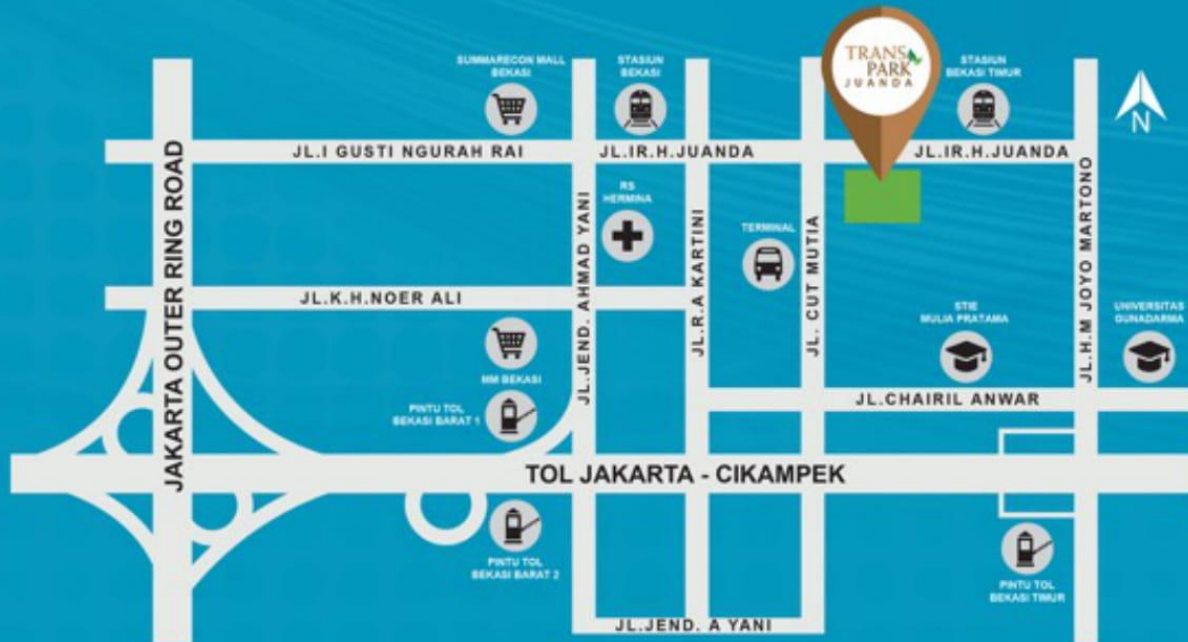 TRANS
PARK
JUANDA
SUMMARECON MALL
BEKASI
STASIUN
BEKASI
STASIUN
BEKASI TIMUR
N
JL.I GUSTI NGURAH RAI
JL.IR.H.JUANDA
JL.IR.H.JUANDA
JAKARTA OUTER RING ROAD
JL.JEND. AHMAD YANI
RS
HERMINA
JL.R.A KARTINI
TERMINAL
JL. CUT MUTIA
JL.H.M JOYO MARTONO
JL.K.H.NOER ALI
STIE
MULIA PRATAMA
UNIVERSITAS
GUNADARMA
MM BEKASI
PINTU TOL
BEKASI BARAT 1
JL.CHAIRIL ANWAR
TOL JAKARTA - CIKAMPEK
PINTU TOL
BEKASI BARAT 2
PINTU TOL
BEKASI TIMUR
JL.JEND. A YANI